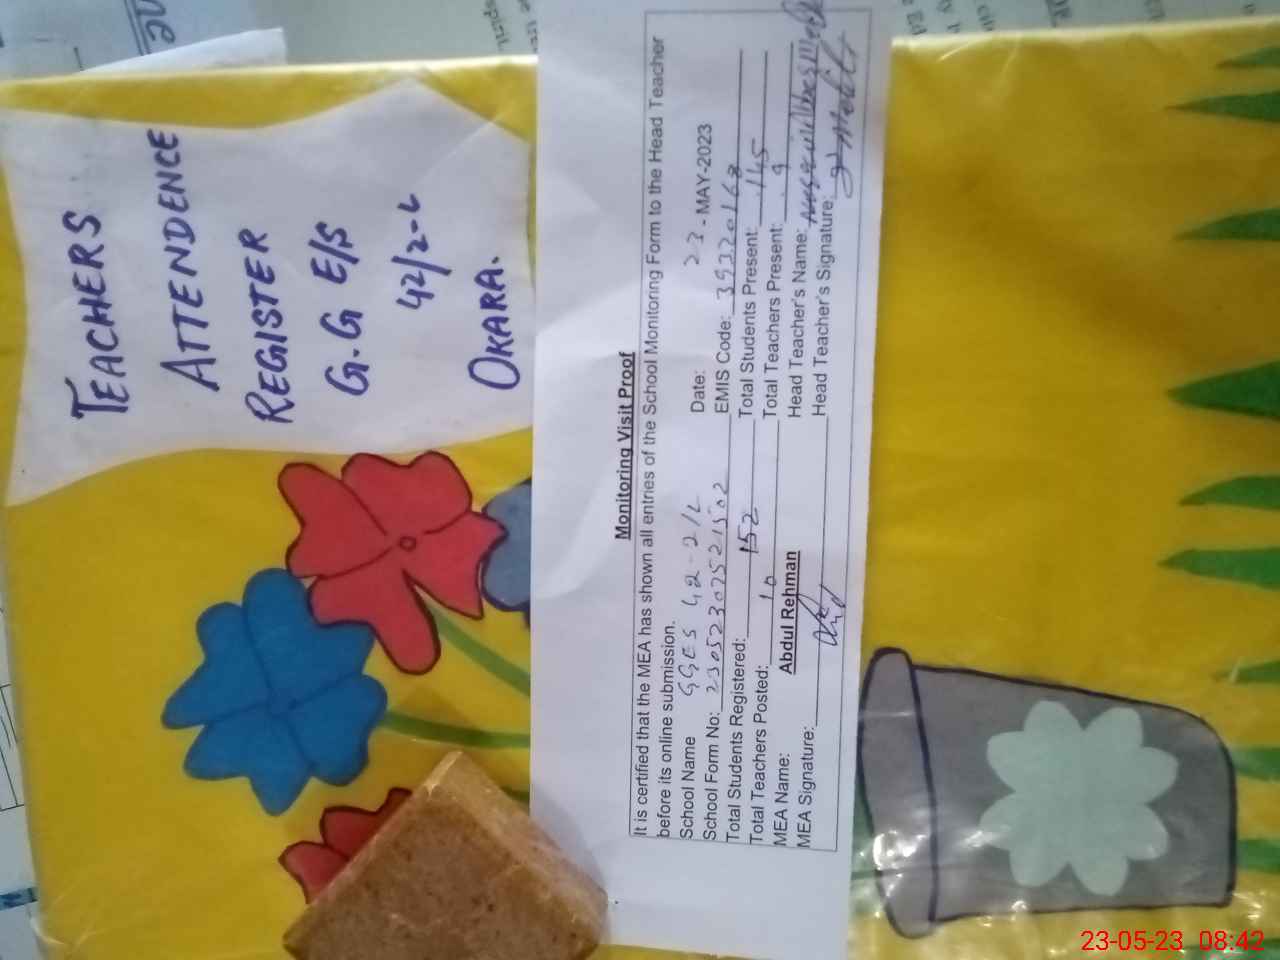 TEACHERS
ATTENDENCE
REGISTER
G.G E/S
42/2-L
OKARA.
Monitoring Visit Proof
It is certified that the MEA has shown all entries of the School Monitoring Form to the Head Teacher
before its online submission.
School Name GGES 42-2/L Date: 23 - MAY-2023
School Form No: 230523075221502 EMIS Code: 39320168
Total Students Registered: 152 Total Students Present: 145
Total Teachers Posted: 10 Total Teachers Present: 9
MEA Name: Abdul Rehman Head Teacher's Name:
MEA Signature: Head Teacher's Signature:
23-05-23 08:42